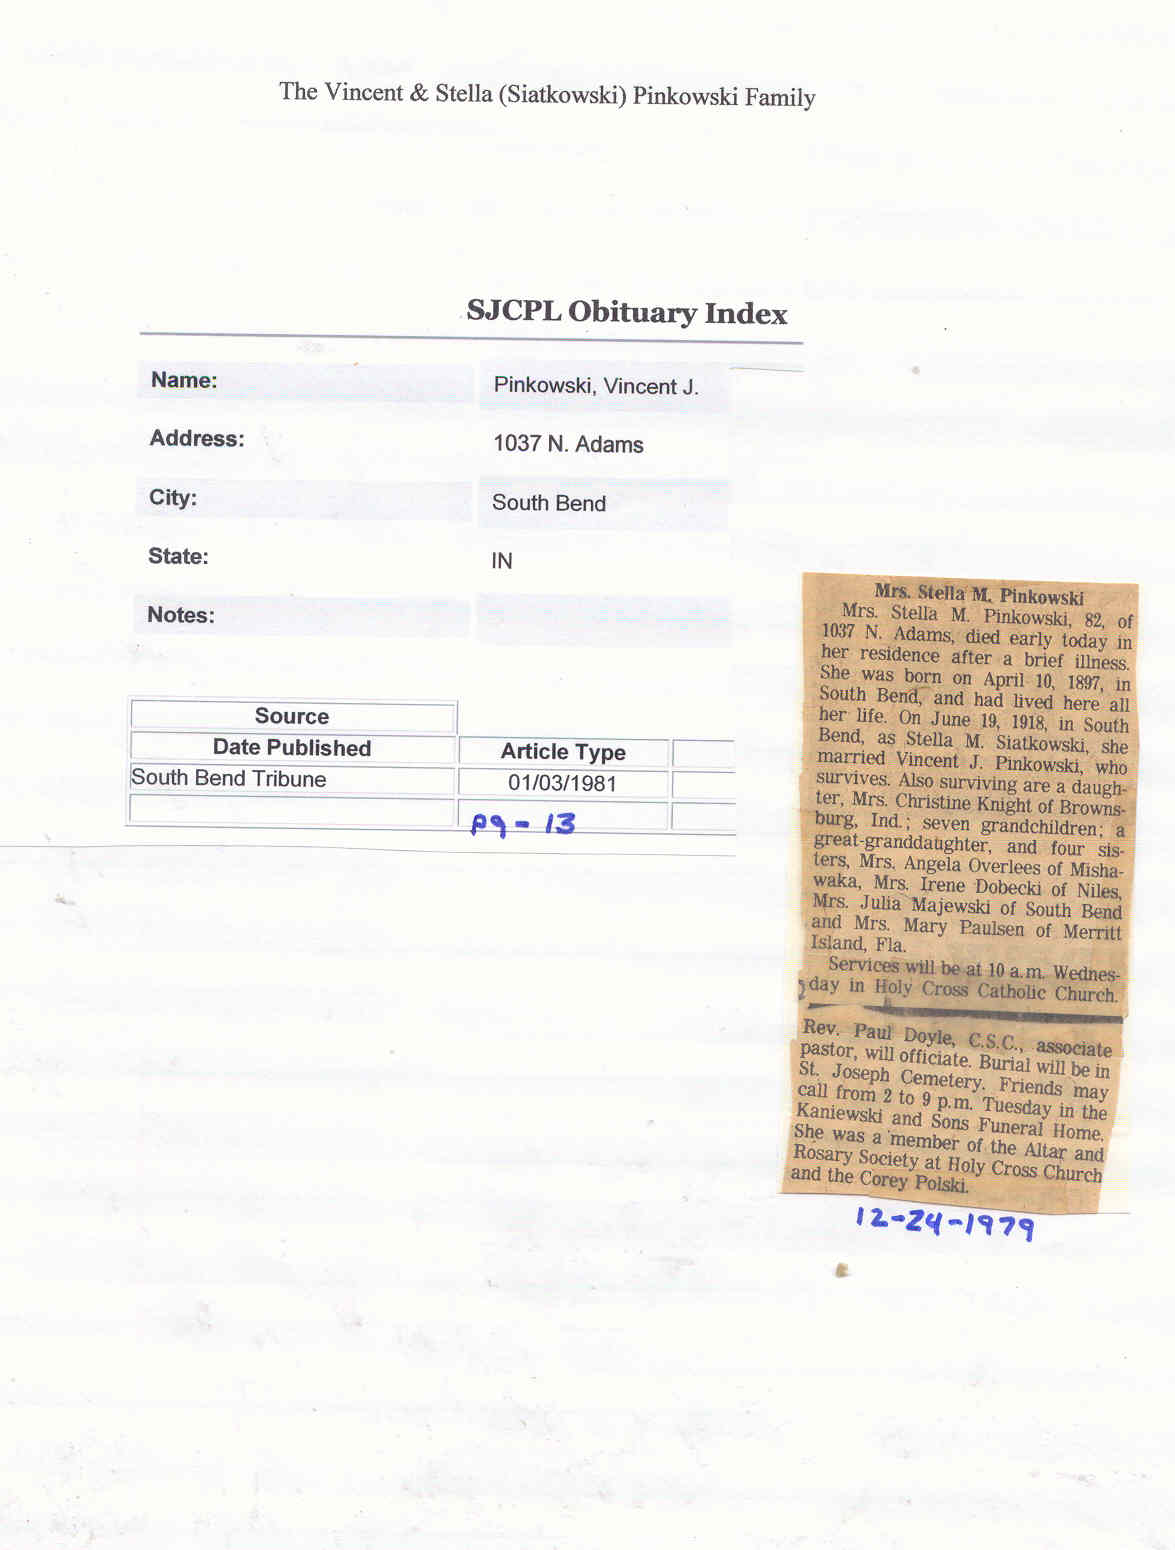 The Vincent & Stella (Siatkowski) Pinkowski Family
SJCPL Obituary Index
Name: Pinkowski, Vincent J.
Address: 1037 N. Adams
City: South Bend
State: IN
Notes:
Source
Date Published Article Type
South Bend Tribune 01/03/1981
pg - 13
Mrs. Stella M. Pinkowski
Mrs. Stella M. Pinkowski, 82, of
1037 N. Adams, died early today in
her residence after a brief illness.
She was born on April 10, 1897, in
South Bend, and had lived here all
her life. On June 19, 1918, in South
Bend, as Stella M. Siatkowski, she
married Vincent J. Pinkowski, who
survives. Also surviving are a daugh-
ter, Mrs. Christine Knight of Browns-
burg, Ind.; seven grandchildren; a
great-granddaughter, and four sis-
ters, Mrs. Angela Overlees of Misha-
waka, Mrs. Irene Dobecki of Niles,
Mrs. Julia Majewski of South Bend
and Mrs. Mary Paulsen of Merritt
Island, Fla.
Services will be at 10 a.m. Wednes-
day in Holy Cross Catholic Church.
Rev. Paul Doyle, C.S.C., associate
pastor, will officiate. Burial will be in
St. Joseph Cemetery. Friends may
call from 2 to 9 p.m. Tuesday in the
Kaniewski and Sons Funeral Home.
She was a member of the Altar and
Rosary Society at Holy Cross Church
and the Corey Polski.
12-24-1979